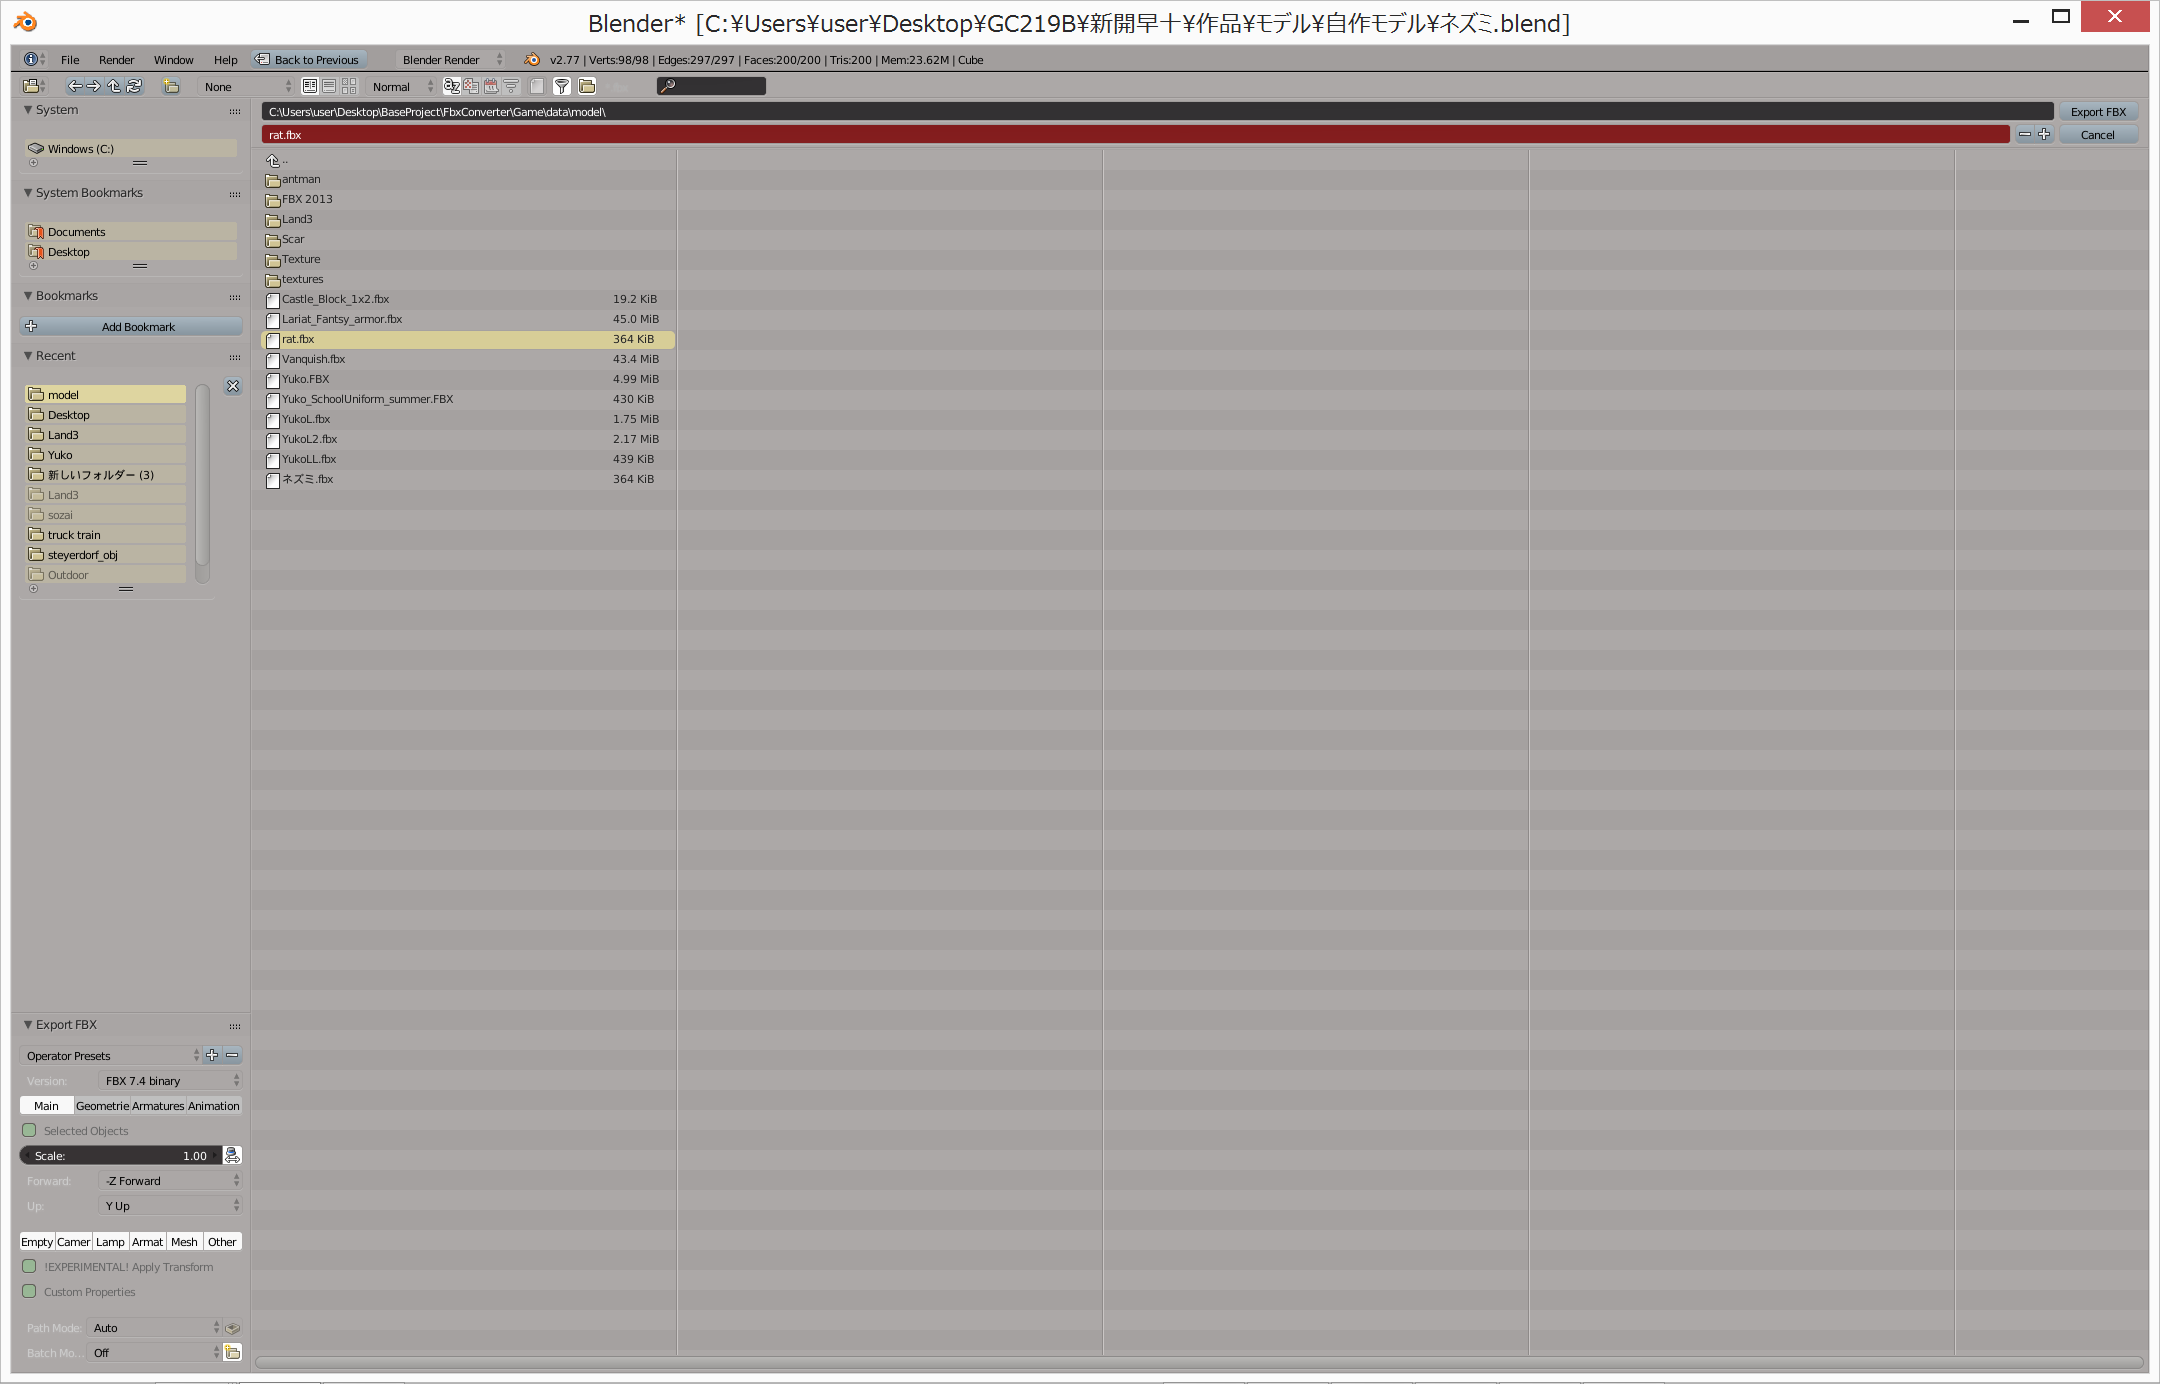 Blender* [C:¥Users¥user¥Desktop¥GC219B¥新開早十¥作品¥モデル¥自作モデル¥ネズミ.blend]
File Render Window Help Back to Previous Blender Render v2.77 | Verts:98/98 | Edges:297/297 | Faces:200/200 | Tris:200 | Mem:23.62M | Cube
None Normal
System
Windows (C:)
System Bookmarks
Documents
Desktop
Bookmarks
Add Bookmark
Recent
model
Desktop
Land3
Yuko
新しいフォルダー (3)
Land3
sozai
truck train
steyerdorf_obj
Outdoor
C:\Users\user\Desktop\BaseProject\FbxConverter\Game\data\model\
Export FBX
rat.fbx
Cancel
..
antman
FBX 2013
Land3
Scar
Texture
textures
Castle_Block_1x2.fbx 19.2 KiB
Lariat_Fantsy_armor.fbx 45.0 MiB
rat.fbx 364 KiB
Vanquish.fbx 43.4 MiB
Yuko.FBX 4.99 MiB
Yuko_SchoolUniform_summer.FBX 430 KiB
YukoL.fbx 1.75 MiB
YukoL2.fbx 2.17 MiB
YukoLL.fbx 439 KiB
ネズミ.fbx 364 KiB
Export FBX
Operator Presets
Version: FBX 7.4 binary
Main Geometrie Armatures Animation
Selected Objects
Scale: 1.00
Forward: -Z Forward
Up: Y Up
Empty Camer Lamp Armat Mesh Other
!EXPERIMENTAL! Apply Transform
Custom Properties
Path Mode: Auto
Batch Mo... Off